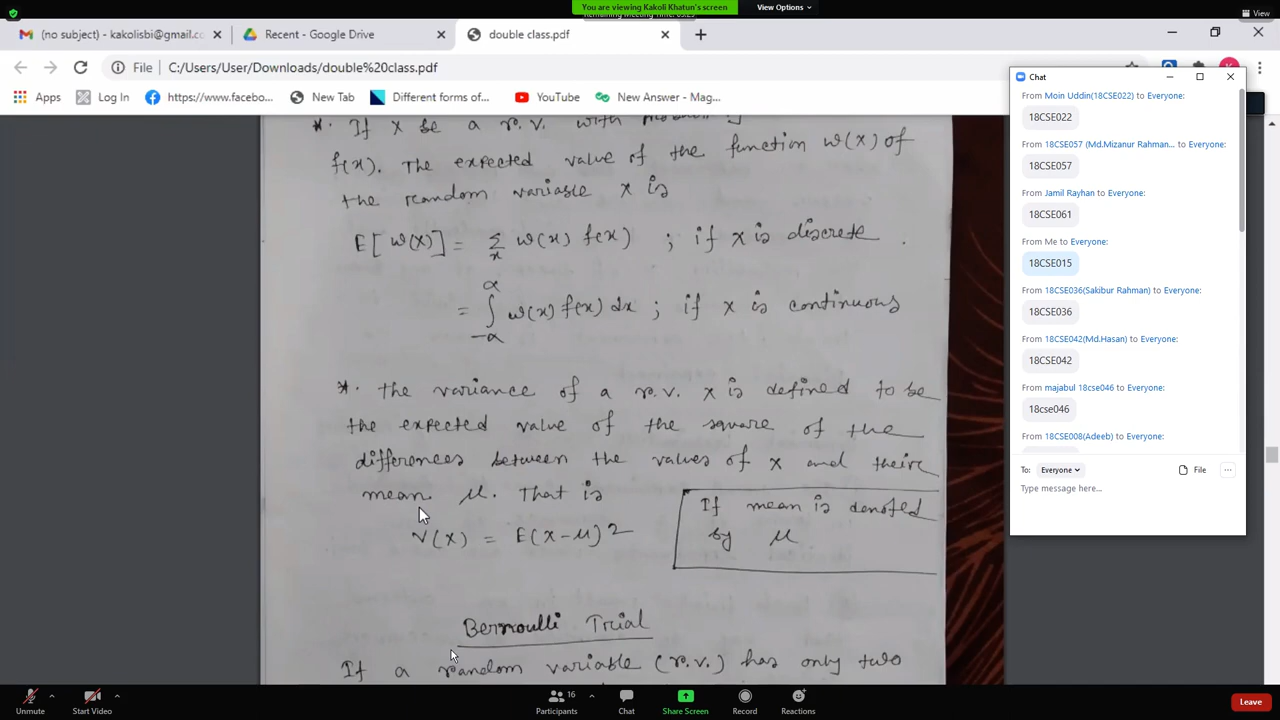 You are viewing Kakoli Khatun's screen
View Options
View
(no subject) - kakolisbi@gmail.co
Recent - Google Drive
double class.pdf
File
C:/Users/User/Downloads/double%20class.pdf
Apps
Log In
https://www.facebo...
New Tab
Different forms of...
YouTube
New Answer - Mag...
*. If x be a r.v. with
f(x). The expected value of the function w(x) of
the random variable x is
E[w(x)] = Σx w(x) f(x) ; if x is discrete .
= ∫-α^α w(x) f(x) dx ; if x is continuous
*. The variance of a r.v. x is defined to be
the expected value of the square of the
differences between the values of x and their
mean μ. That is
V(x) = E(x-μ)2
If mean is denoted
by μ
Bernoulli Trial
If a random variable (r.v.) has only two
Chat
From Moin Uddin(18CSE022) to Everyone:
18CSE022
From 18CSE057 (Md.Mizanur Rahman... to Everyone:
18CSE057
From Jamil Rayhan to Everyone:
18CSE061
From Me to Everyone:
18CSE015
From 18CSE036(Sakibur Rahman) to Everyone:
18CSE036
From 18CSE042(Md.Hasan) to Everyone:
18CSE042
From majabul 18cse046 to Everyone:
18cse046
From 18CSE008(Adeeb) to Everyone:
To: Everyone
File
Type message here...
Unmute
Start Video
16
Participants
Chat
Share Screen
Record
Reactions
Leave